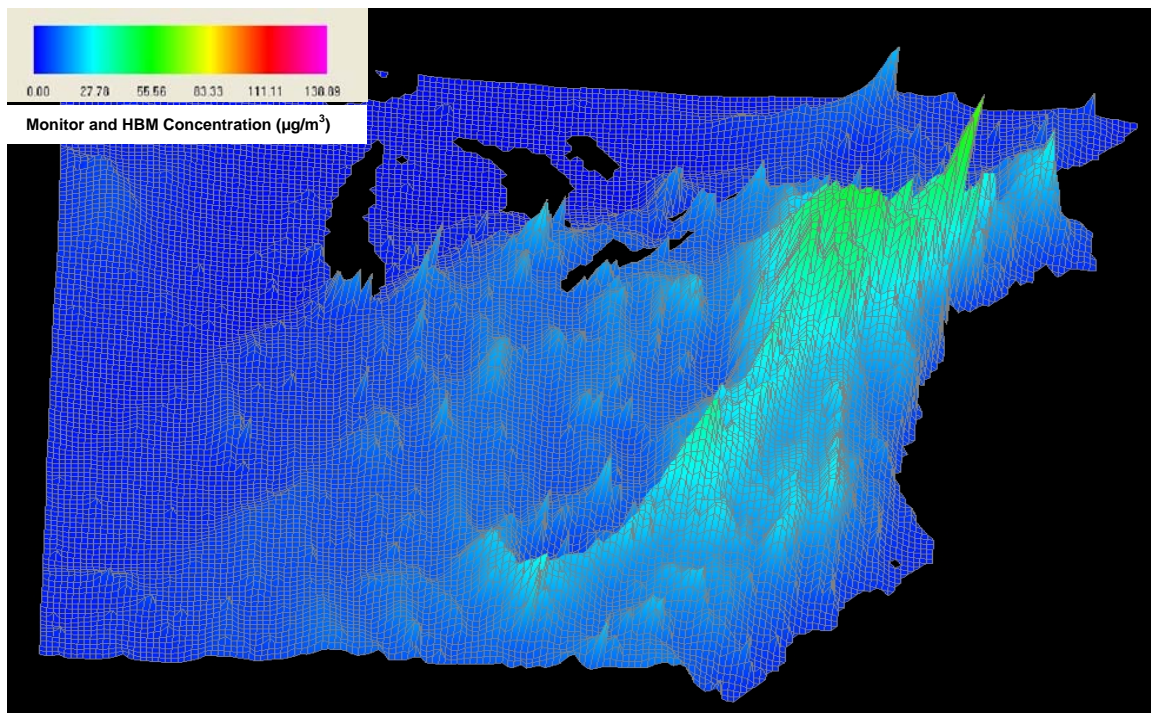 0.00 27.78 55.56 83.33 111.11 138.89
Monitor and HBM Concentration (µg/m³)